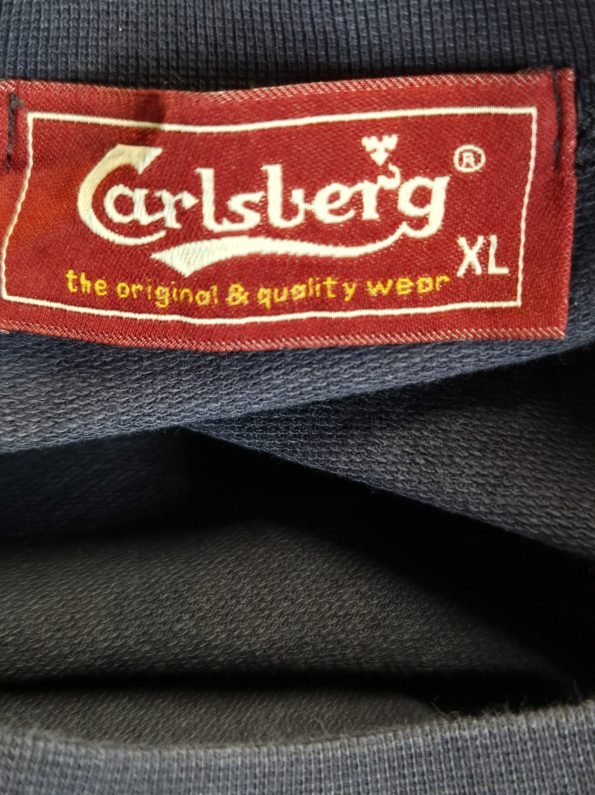 Carlsberg®
XL
the original & quality wear